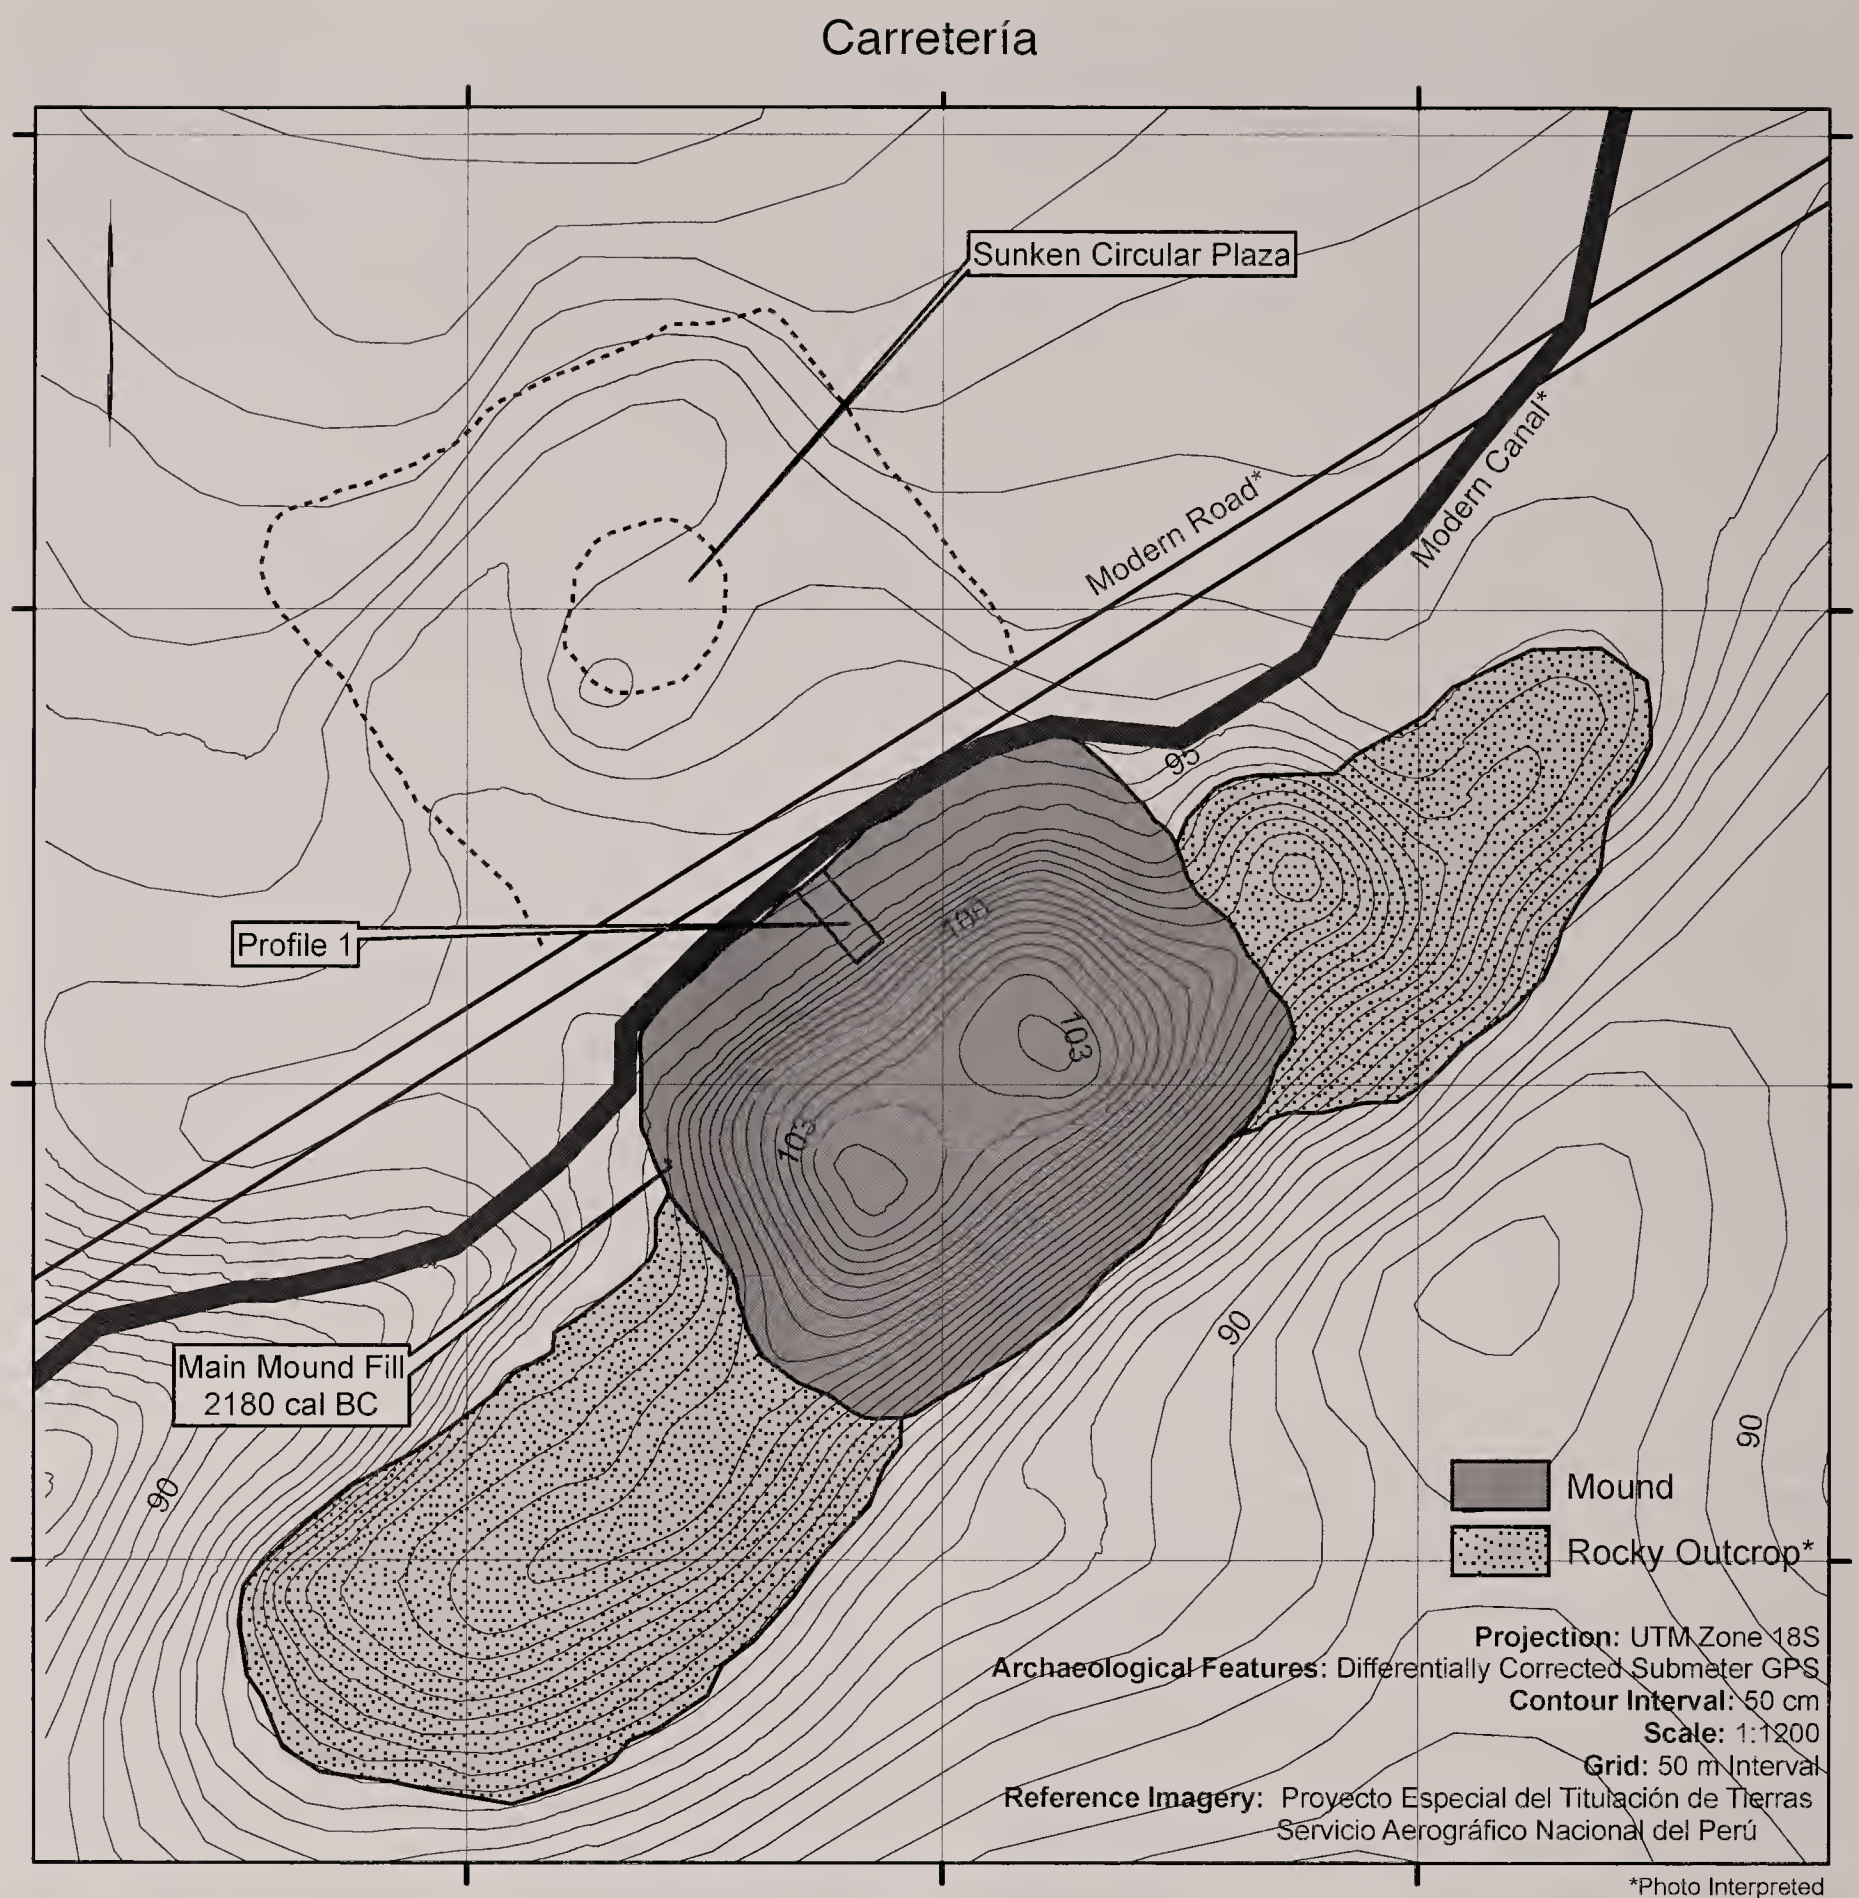 Carretería
Sunken Circular Plaza
Modern Road*
Modern Canal*
95
Profile 1
100
103
103
Main Mound Fill
2180 cal BC
90
90
90
Mound
Rocky Outcrop*
Projection: UTM Zone 18S
Archaeological Features: Differentially Corrected Submeter GPS
Contour Interval: 50 cm
Scale: 1:1200
Grid: 50 m Interval
Reference Imagery: Proyecto Especial del Titulación de Tierras
Servicio Aerográfico Nacional del Perú
*Photo Interpreted